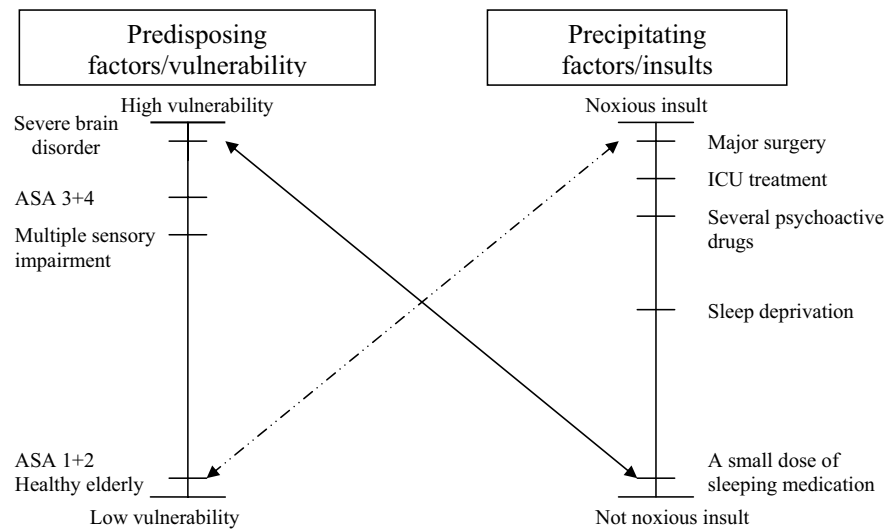 Predisposing
factors/vulnerability
High vulnerability
Severe brain
disorder
ASA 3+4
Multiple sensory
impairment
ASA 1+2
Healthy elderly
Low vulnerability
Precipitating
factors/insults
Noxious insult
Major surgery
ICU treatment
Several psychoactive
drugs
Sleep deprivation
A small dose of
sleeping medication
Not noxious insult